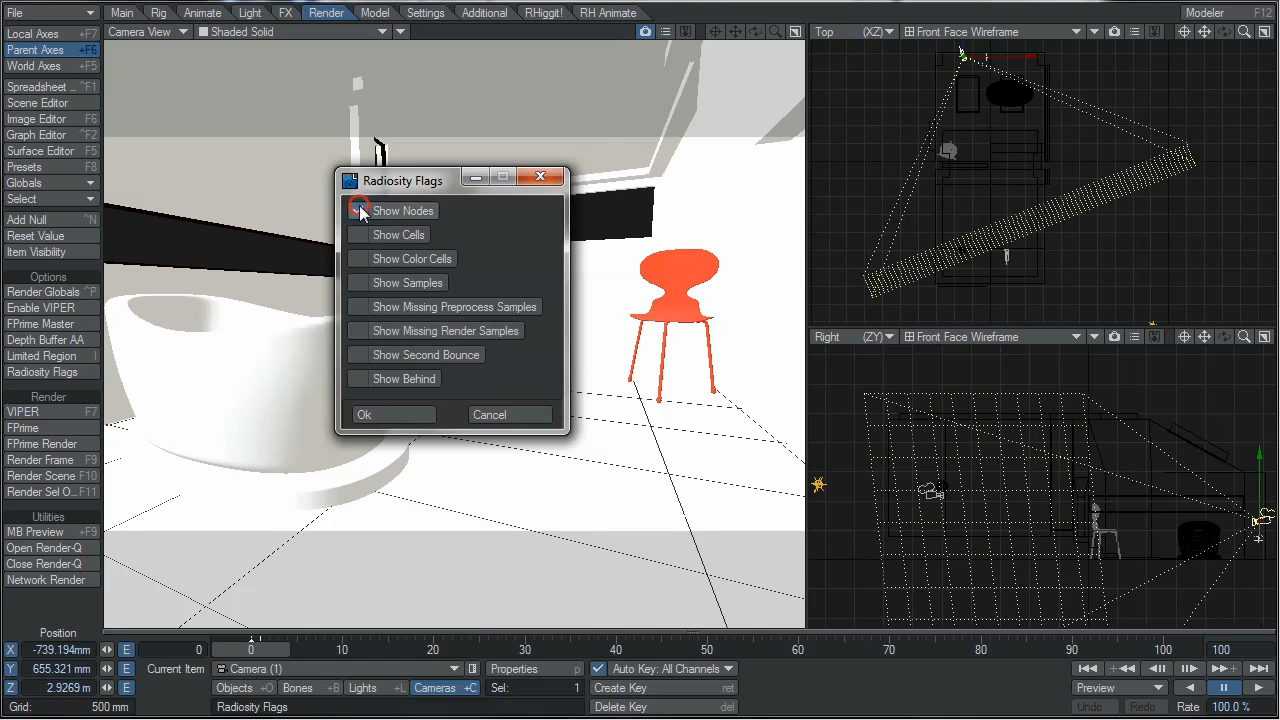 File Main Rig Animate Light FX Render Model Settings Additional RHiggit! RH Animate Modeler F12
Local Axes +F7 Camera View Shaded Solid Top (XZ) Front Face Wireframe
Parent Axes +F6
World Axes +F5
Spreadsheet ... ^F1
Scene Editor
Image Editor F6
Graph Editor ^F2
Surface Editor F5
Presets F8
Globals
Select
Add Null ^N
Reset Value
Item Visibility
Options
Render Globals ^P
Enable VIPER
FPrime Master
Depth Buffer AA
Limited Region l
Radiosity Flags
Render
VIPER F7
FPrime
FPrime Render
Render Frame F9
Render Scene F10
Render Sel O... F11
Utilities
MB Preview +F9
Open Render-Q
Close Render-Q
Network Render
Radiosity Flags
Show Nodes
Show Cells
Show Color Cells
Show Samples
Show Missing Preprocess Samples
Show Missing Render Samples
Show Second Bounce
Show Behind
Ok Cancel
Right (ZY) Front Face Wireframe
Position
X -739.194mm E 0 0 10 20 30 40 50 60 70 80 90 100 100
Y 655.321 mm E Current Item Camera (1) Properties p Auto Key: All Channels
Z 2.9269 m E Objects +O Bones +B Lights +L Cameras +C Sel: 1 Create Key ret Preview
Grid: 500 mm Radiosity Flags Delete Key del Undo Redo Rate 100.0 %